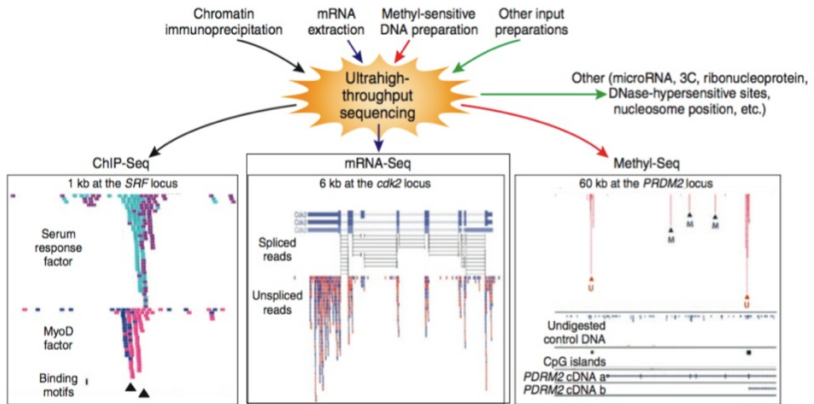 Chromatin
immunoprecipitation
mRNA
extraction
Methyl-sensitive
DNA preparation
Other input
preparations
Ultrahigh-
throughput
sequencing
Other (microRNA, 3C, ribonucleoprotein,
DNase-hypersensitive sites,
nucleosome position, etc.)
ChIP-Seq
1 kb at the SRF locus
Serum
response
factor
MyoD
factor
Binding
motifs
mRNA-Seq
6 kb at the cdk2 locus
Cdk2
Cdk2
Cdk2
Spliced
reads
Unspliced
reads
Methyl-Seq
60 kb at the PRDM2 locus
M
M
M
U
U
Undigested
control DNA
CpG islands
PDRM2 cDNA a
PDRM2 cDNA b